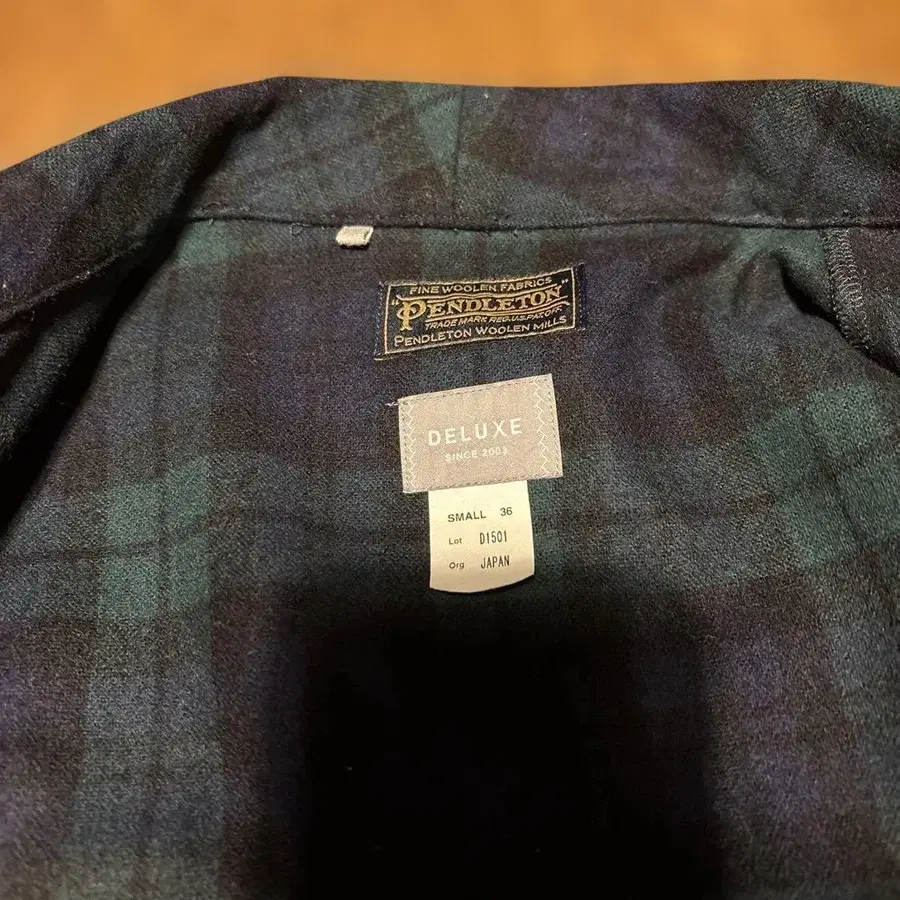 FINE WOOLEN FABRICS
"PENDLETON"
TRADE MARK REG.U.S.PAT.OFF.
PENDLETON WOOLEN MILLS
DELUXE
SINCE 2003
SMALL 36
Lot D1501
Org JAPAN